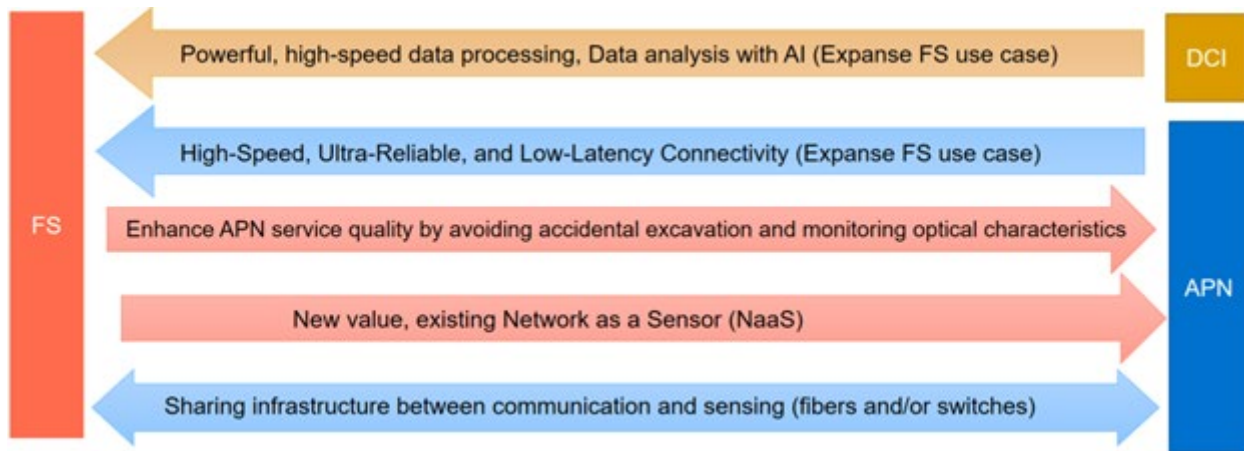 Powerful, high-speed data processing, Data analysis with AI (Expanse FS use case)
DCI
High-Speed, Ultra-Reliable, and Low-Latency Connectivity (Expanse FS use case)
FS
Enhance APN service quality by avoiding accidental excavation and monitoring optical characteristics
APN
New value, existing Network as a Sensor (NaaS)
Sharing infrastructure between communication and sensing (fibers and/or switches)